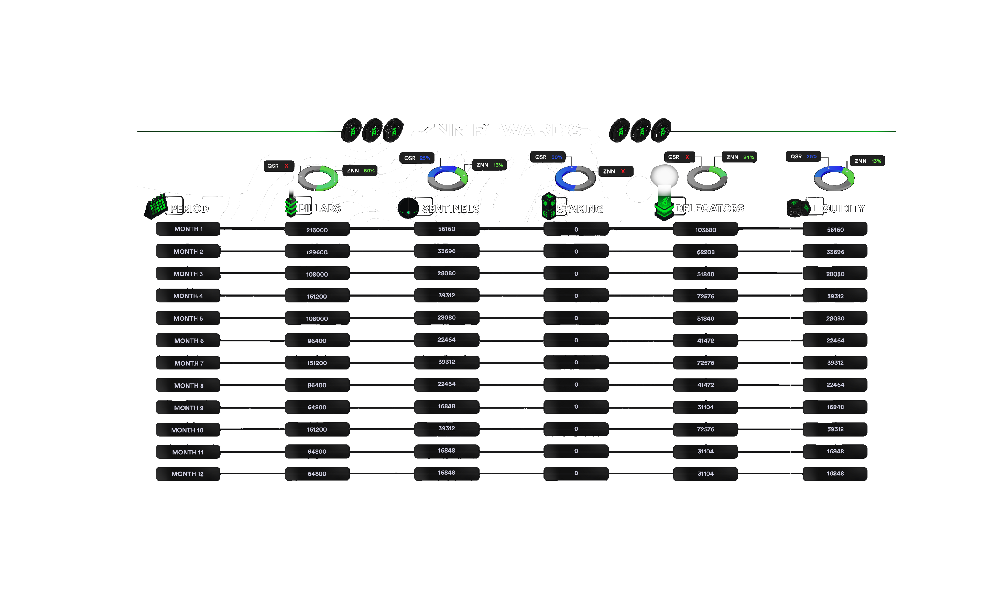 ZNN REWARDS
QSR X ZNN 50%
QSR 25% ZNN 13%
QSR 50% ZNN X
QSR X ZNN 24%
QSR 25% ZNN 13%
PERIOD PILLARS SENTINELS STAKING DELEGATORS LIQUIDITY
MONTH 1 216000 56160 0 103680 56160
MONTH 2 129600 33696 0 62208 33696
MONTH 3 108000 28080 0 51840 28080
MONTH 4 151200 39312 0 72576 39312
MONTH 5 108000 28080 0 51840 28080
MONTH 6 86400 22464 0 41472 22464
MONTH 7 151200 39312 0 72576 39312
MONTH 8 86400 22464 0 41472 22464
MONTH 9 64800 16848 0 31104 16848
MONTH 10 151200 39312 0 72576 39312
MONTH 11 64800 16848 0 31104 16848
MONTH 12 64800 16848 0 31104 16848